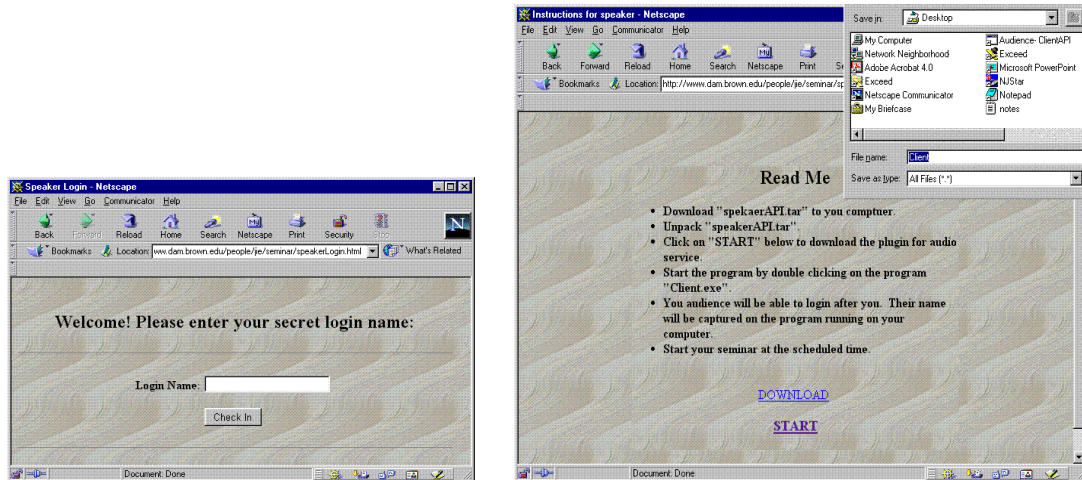 Speaker Login - Netscape
File Edit View Go Communicator Help
Back Forward Reload Home Search Netscape Print Security Stop
N
Bookmarks Location: ww.dam.brown.edu/people/jie/seminar/speakerLogin.html What's Related
Welcome! Please enter your secret login name:
Login Name:
Check In
Document: Done
Instructions for speaker - Netscape
File Edit View Go Communicator Help
Back Forward Reload Home Search Netscape Print
Bookmarks Location: http://www.dam.brown.edu/people/jie/seminar/sp
Save in: Desktop
My Computer Audience- ClientAPI
Network Neighborhood Exceed
Adobe Acrobat 4.0 Microsoft PowerPoint
Exceed NJStar
Netscape Communicator Notepad
My Briefcase notes
File name: Client
Save as type: All Files (*.*)
Read Me
• Download "spekaerAPI.tar" to you comptuer.
• Unpack "speakerAPI.tar".
• Click on "START" below to download the plugin for audio
service.
• Start the program by double clicking on the program
"Client.exe".
• You audience will be able to login after you. Their name
will be captured on the program running on your
computer.
• Start your seminar at the scheduled time.
DOWNLOAD
START
Document: Done